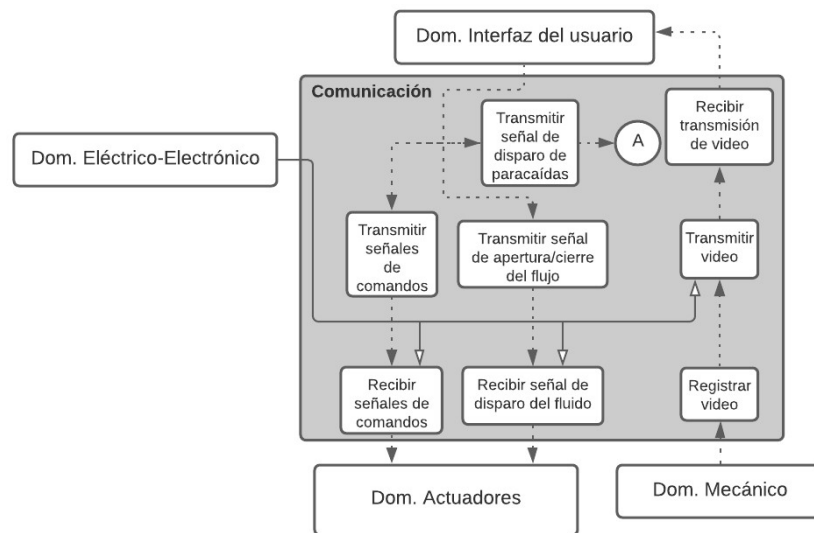 Dom. Interfaz del usuario
Comunicación
Transmitir
señal de
disparo de
paracaídas
A
Recibir
transmisión
de video
Dom. Eléctrico-Electrónico
Transmitir
señales
de
comandos
Transmitir señal
de apertura/cierre
del flujo
Transmitir
video
Recibir
señales de
comandos
Recibir señal de
disparo del fluido
Registrar
video
Dom. Actuadores
Dom. Mecánico